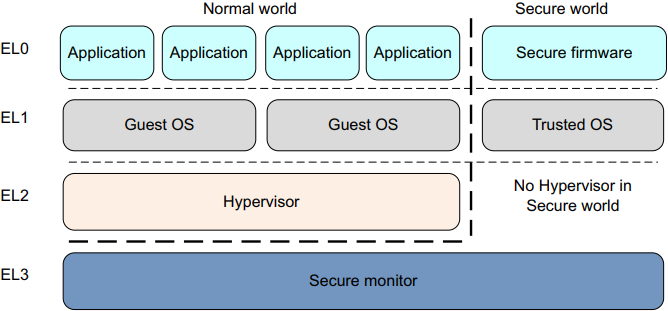 Normal world
Secure world
EL0
Application
Application
Application
Application
Secure firmware
EL1
Guest OS
Guest OS
Trusted OS
EL2
Hypervisor
No Hypervisor in
Secure world
EL3
Secure monitor